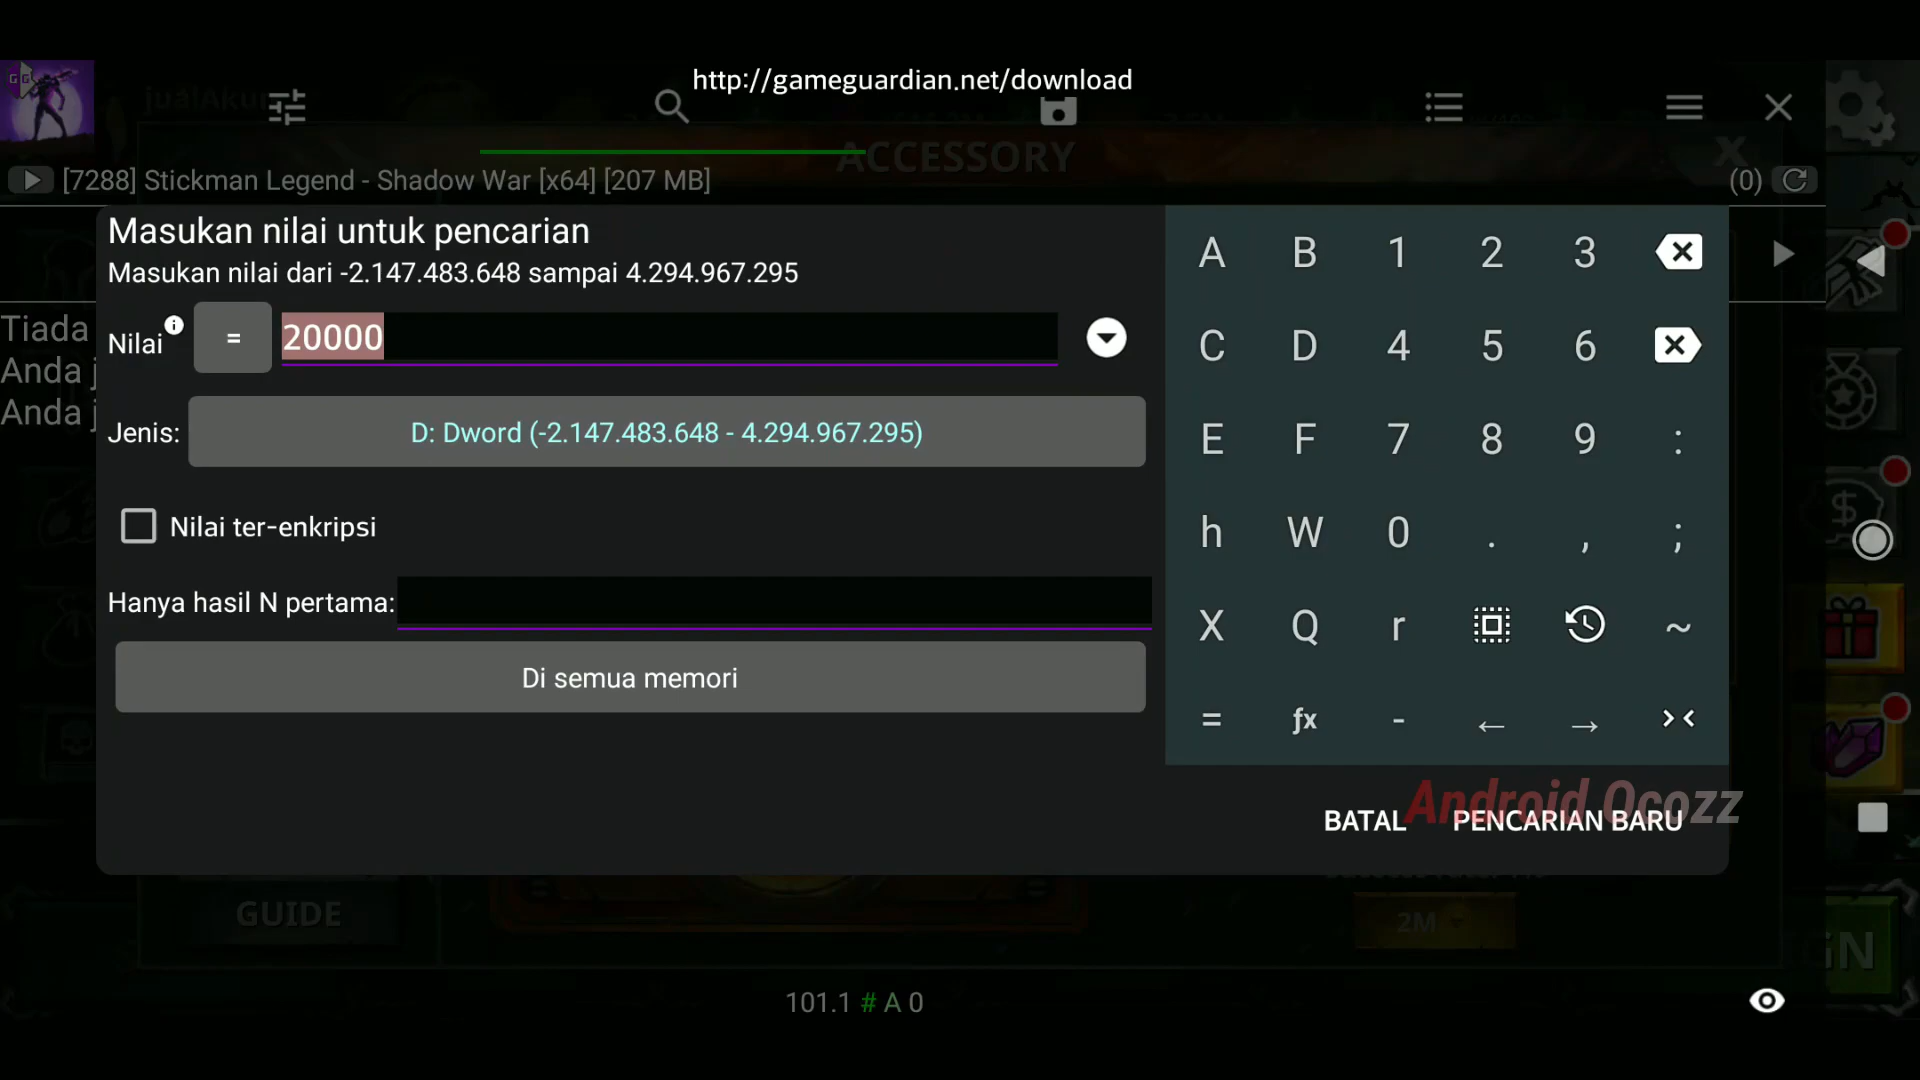 http://gameguardian.net/download
jualAku
ACCESSORY
[7288] Stickman Legend - Shadow War [x64] [207 MB]
(0)
Masukan nilai untuk pencarian
Masukan nilai dari -2.147.483.648 sampai 4.294.967.295
Tiada
Anda j
Anda j
Nilai = 20000
Jenis: D: Dword (-2.147.483.648 - 4.294.967.295)
Nilai ter-enkripsi
Hanya hasil N pertama:
Di semua memori
A B 1 2 3
C D 4 5 6
E F 7 8 9 :
h W 0 . , ;
X Q r ~
= ƒx - ← → ><
Android Ocozz
BATAL PENCARIAN BARU
GUIDE
2M
GN
101.1 # A 0